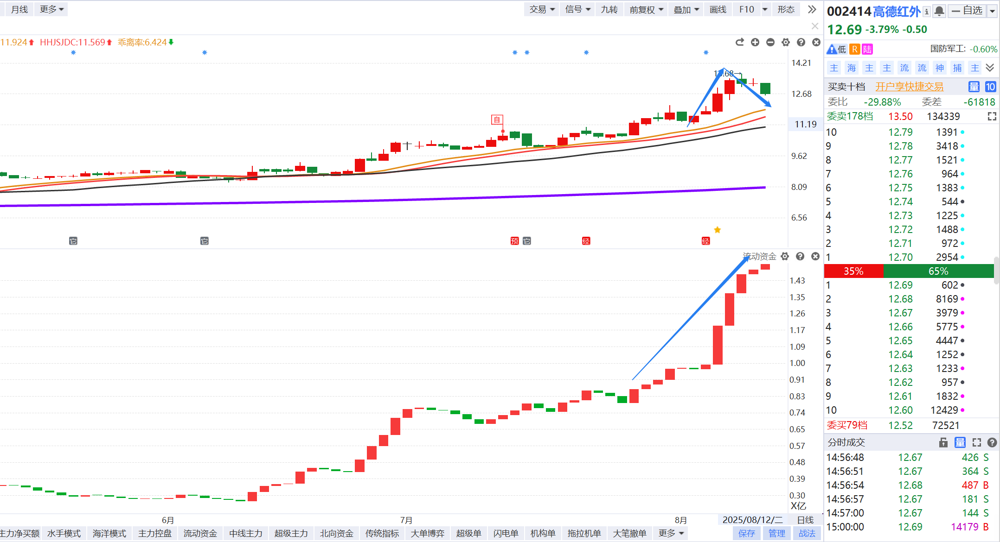 月线 更多 交易 信号 九转 前复权 叠加 画线 F10 形态
11.924 HHJSJDC:11.569 乖离率:6.424
14.21
12.68
11.19
9.62
8.09
6.56
自
它 它 预 它 经 经
流动资金
1.43
1.35
1.26
1.17
1.09
1.00
0.91
0.83
0.74
0.65
0.57
0.48
0.39
0.30
X亿
6月 7月 8月 2025/08/12/二 日线
主力净买额 水手模式 海洋模式 主力控盘 流动资金 中线主力 超级主力 北向资金 传统指标 大单博弈 超级单 闪电单 机构单 拖拉机单 大笔撤单 更多 保存 管理 战法
002414 高德红外 自选
12.69 -3.79% -0.50
低 R 陆 国防军工: -0.60%
主 海 主 主 流 流 神 捕 主
买卖十档 开户享快捷交易 量 10
委比 -29.88% 委差 -61818
委卖178档 13.50 134339
10 12.79 1391
9 12.78 3418
8 12.77 1521
7 12.76 964
6 12.75 1383
5 12.74 544
4 12.73 1225
3 12.72 1488
2 12.71 972
1 12.70 2954
35% 65%
1 12.69 602
2 12.68 8169
3 12.67 3979
4 12.66 5775
5 12.65 4447
6 12.64 1252
7 12.63 1233
8 12.62 957
9 12.61 1832
10 12.60 12429
委买79档 12.52 72521
分时成交 量
14:56:48 12.67 426 S
14:56:51 12.67 364 S
14:56:54 12.68 487 B
14:56:57 12.67 181 S
14:57:00 12.67 144 S
15:00:00 12.69 14179 B